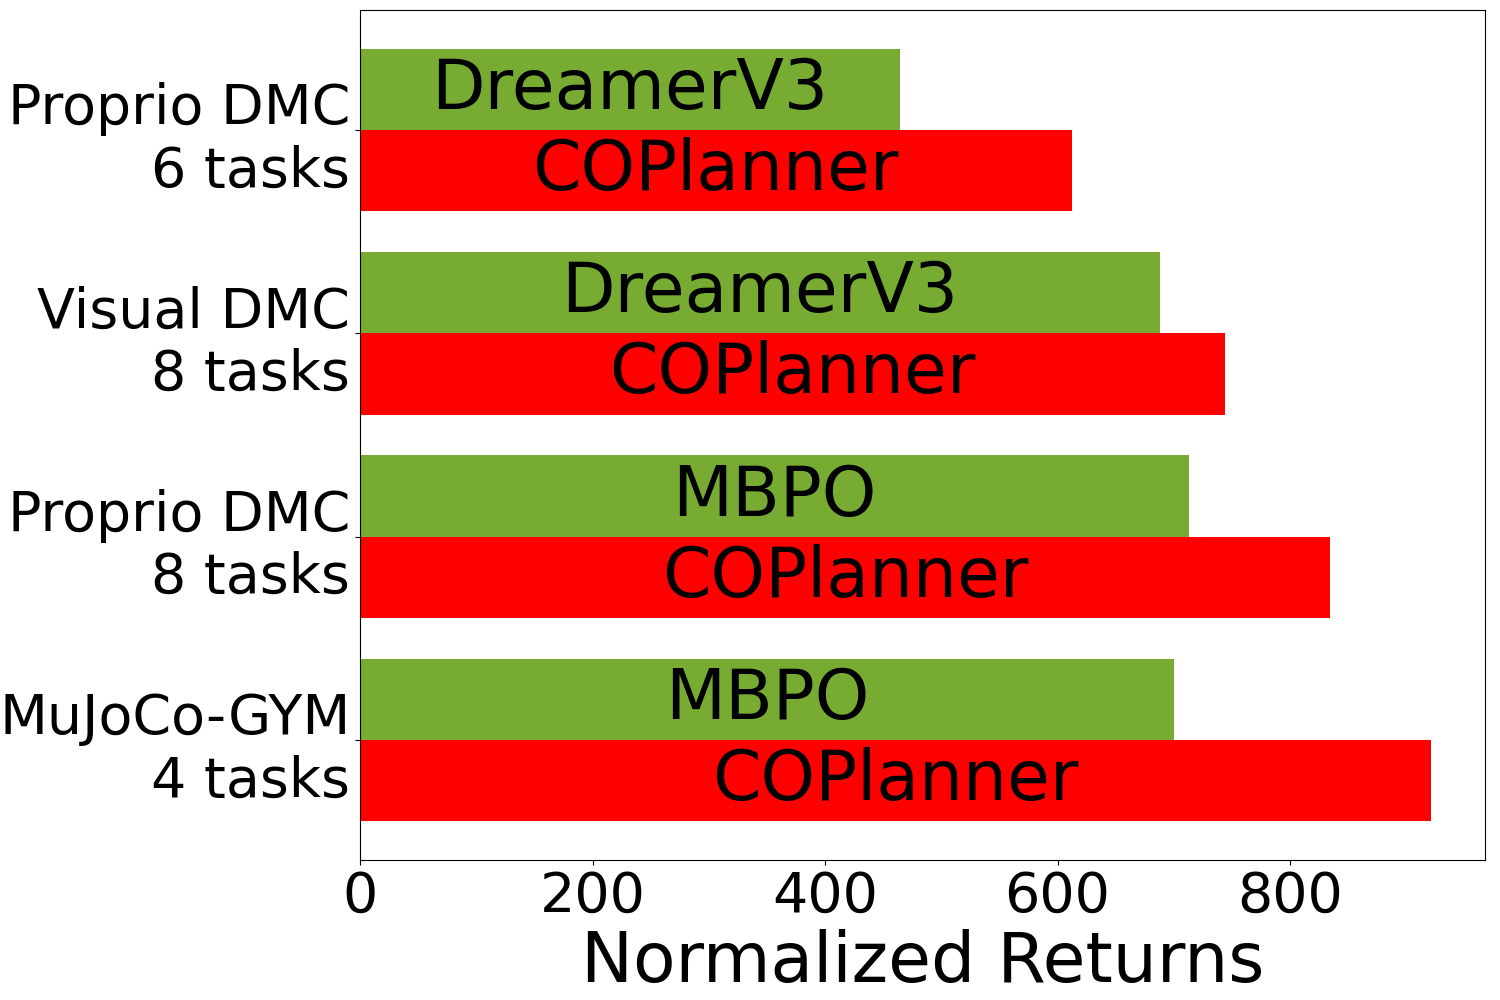 Proprio DMC
6 tasks
DreamerV3
COPlanner
Visual DMC
8 tasks
DreamerV3
COPlanner
Proprio DMC
8 tasks
MBPO
COPlanner
MuJoCo-GYM
4 tasks
MBPO
COPlanner
0 200 400 600 800
Normalized Returns